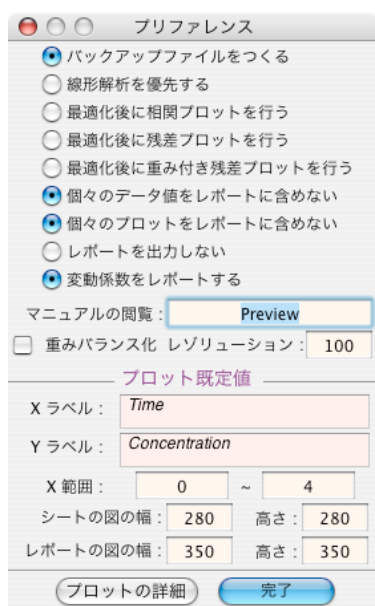 プリファレンス
バックアップファイルをつくる
線形解析を優先する
最適化後に相関プロットを行う
最適化後に残差プロットを行う
最適化後に重み付き残差プロットを行う
個々のデータ値をレポートに含めない
個々のプロットをレポートに含めない
レポートを出力しない
変動係数をレポートする
マニュアルの閲覧 : Preview
重みバランス化 レゾリューション : 100
プロット既定値
X ラベル : Time
Y ラベル : Concentration
X 範囲 : 0 ~ 4
シートの図の幅 : 280 高さ : 280
レポートの図の幅 : 350 高さ : 350
プロットの詳細 完了